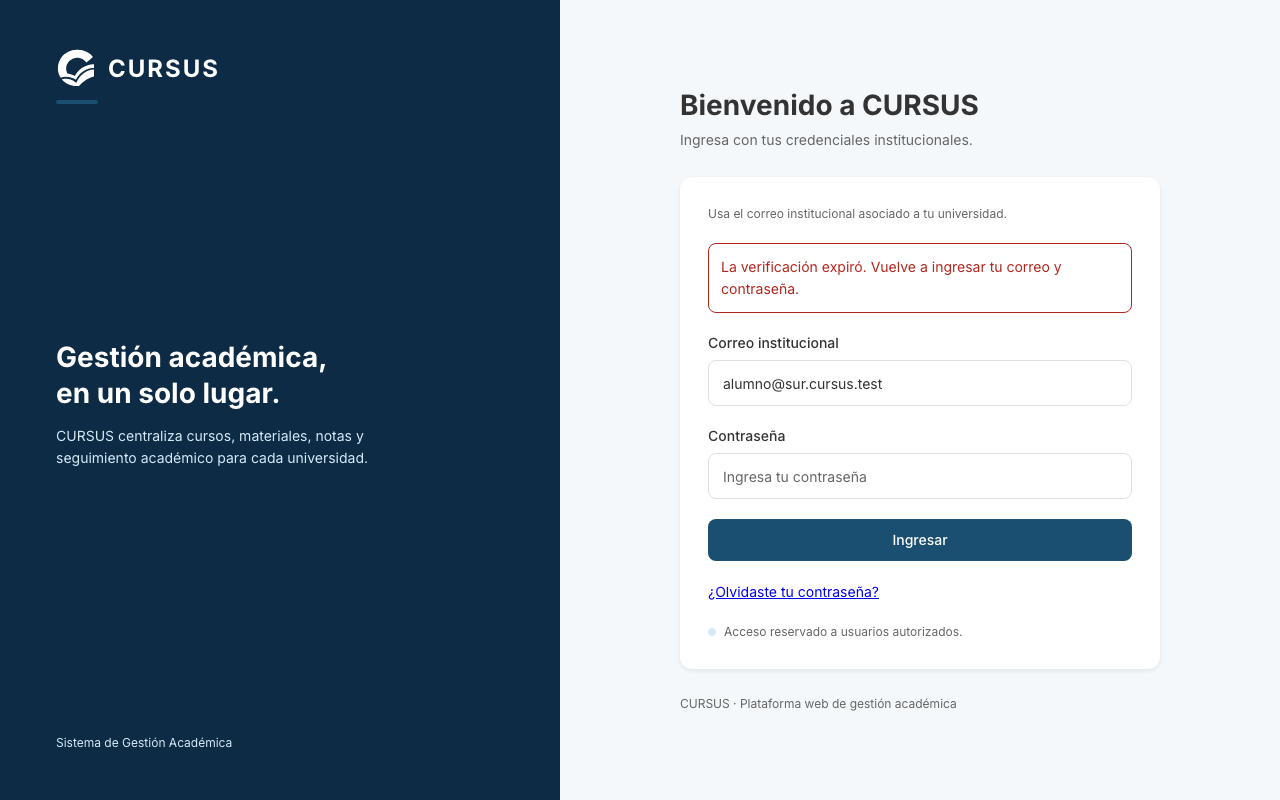 CURSUS
Gestión académica,
en un solo lugar.
CURSUS centraliza cursos, materiales, notas y
seguimiento académico para cada universidad.
Sistema de Gestión Académica
Bienvenido a CURSUS
Ingresa con tus credenciales institucionales.
Usa el correo institucional asociado a tu universidad.
La verificación expiró. Vuelve a ingresar tu correo y
contraseña.
Correo institucional
alumno@sur.cursus.test
Contraseña
Ingresa tu contraseña
Ingresar
¿Olvidaste tu contraseña?
Acceso reservado a usuarios autorizados.
CURSUS · Plataforma web de gestión académica